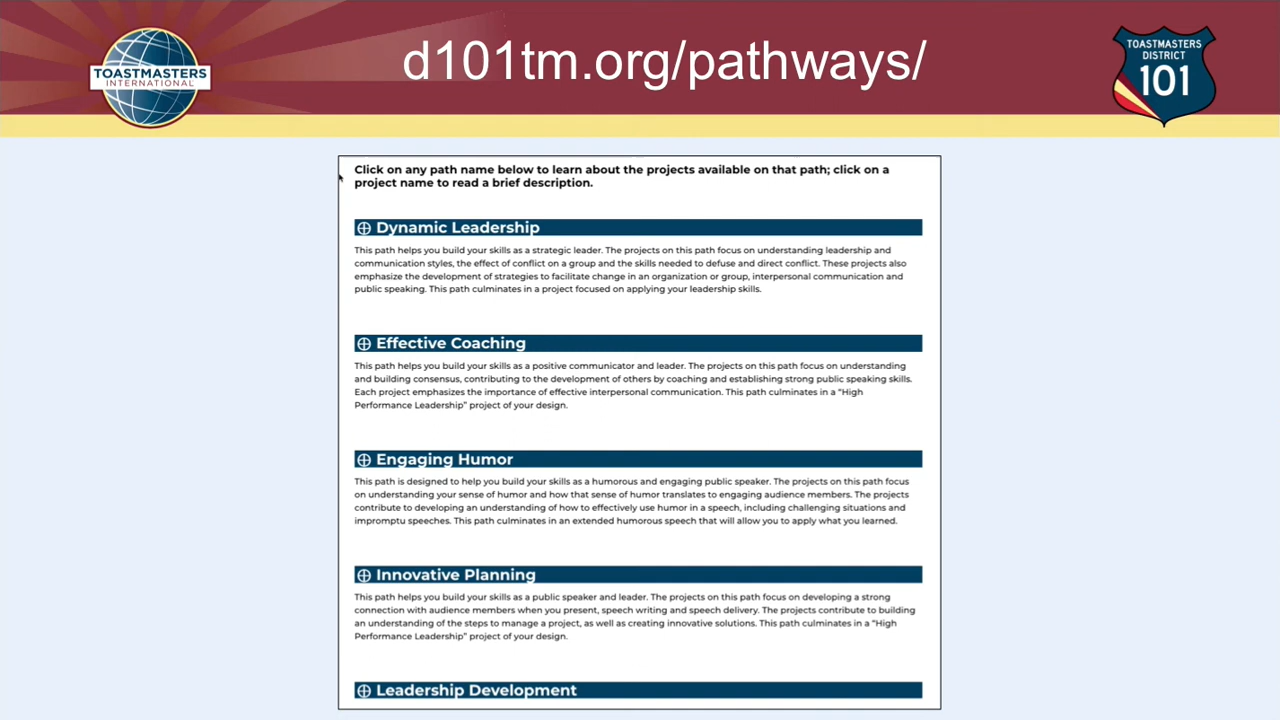 d101tm.org/pathways/
TOASTMASTERS
INTERNATIONAL
TOASTMASTERS
DISTRICT
101
Click on any path name below to learn about the projects available on that path; click on a
project name to read a brief description.
Dynamic Leadership
This path helps you build your skills as a strategic leader. The projects on this path focus on understanding leadership and
communication styles, the effect of conflict on a group and the skills needed to defuse and direct conflict. These projects also
emphasize the development of strategies to facilitate change in an organization or group, interpersonal communication and
public speaking. This path culminates in a project focused on applying your leadership skills.
Effective Coaching
This path helps you build your skills as a positive communicator and leader. The projects on this path focus on understanding
and building consensus, contributing to the development of others by coaching and establishing strong public speaking skills.
Each project emphasizes the importance of effective interpersonal communication. This path culminates in a “High
Performance Leadership” project of your design.
Engaging Humor
This path is designed to help you build your skills as a humorous and engaging public speaker. The projects on this path focus
on understanding your sense of humor and how that sense of humor translates to engaging audience members. The projects
contribute to developing an understanding of how to effectively use humor in a speech, including challenging situations and
impromptu speeches. This path culminates in an extended humorous speech that will allow you to apply what you learned.
Innovative Planning
This path helps you build your skills as a public speaker and leader. The projects on this path focus on developing a strong
connection with audience members when you present, speech writing and speech delivery. The projects contribute to building
an understanding of the steps to manage a project, as well as creating innovative solutions. This path culminates in a “High
Performance Leadership” project of your design.
Leadership Development